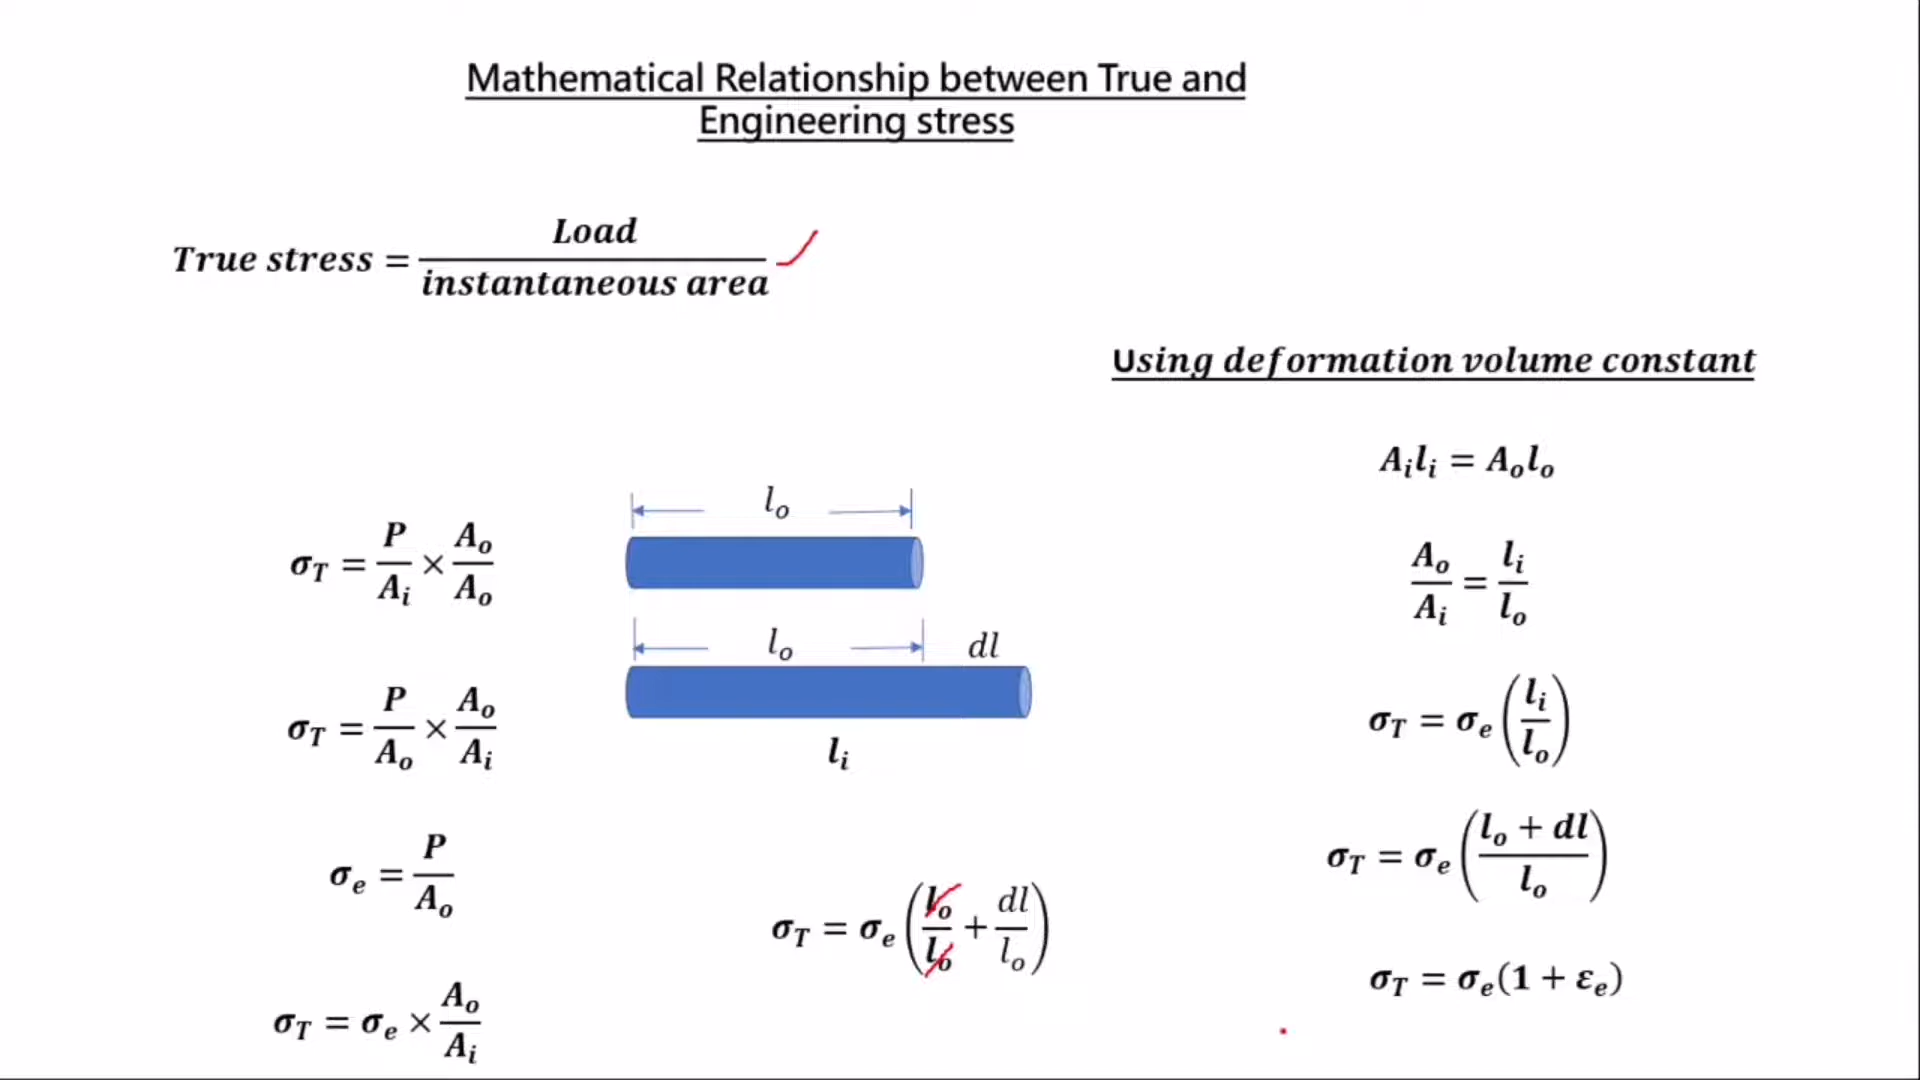 Mathematical Relationship between True and
Engineering stress
True stress = Load / instantaneous area
Using deformation volume constant
A_i l_i = A_o l_o
σ_T = P/A_i × A_o/A_o
l_o
A_o/A_i = l_i/l_o
l_o dl
σ_T = P/A_o × A_o/A_i
l_i
σ_T = σ_e (l_i/l_o)
σ_e = P/A_o
σ_T = σ_e ((l_o + dl)/l_o)
σ_T = σ_e (l_o/l_o + dl/l_o)
σ_T = σ_e(1 + ε_e)
σ_T = σ_e × A_o/A_i